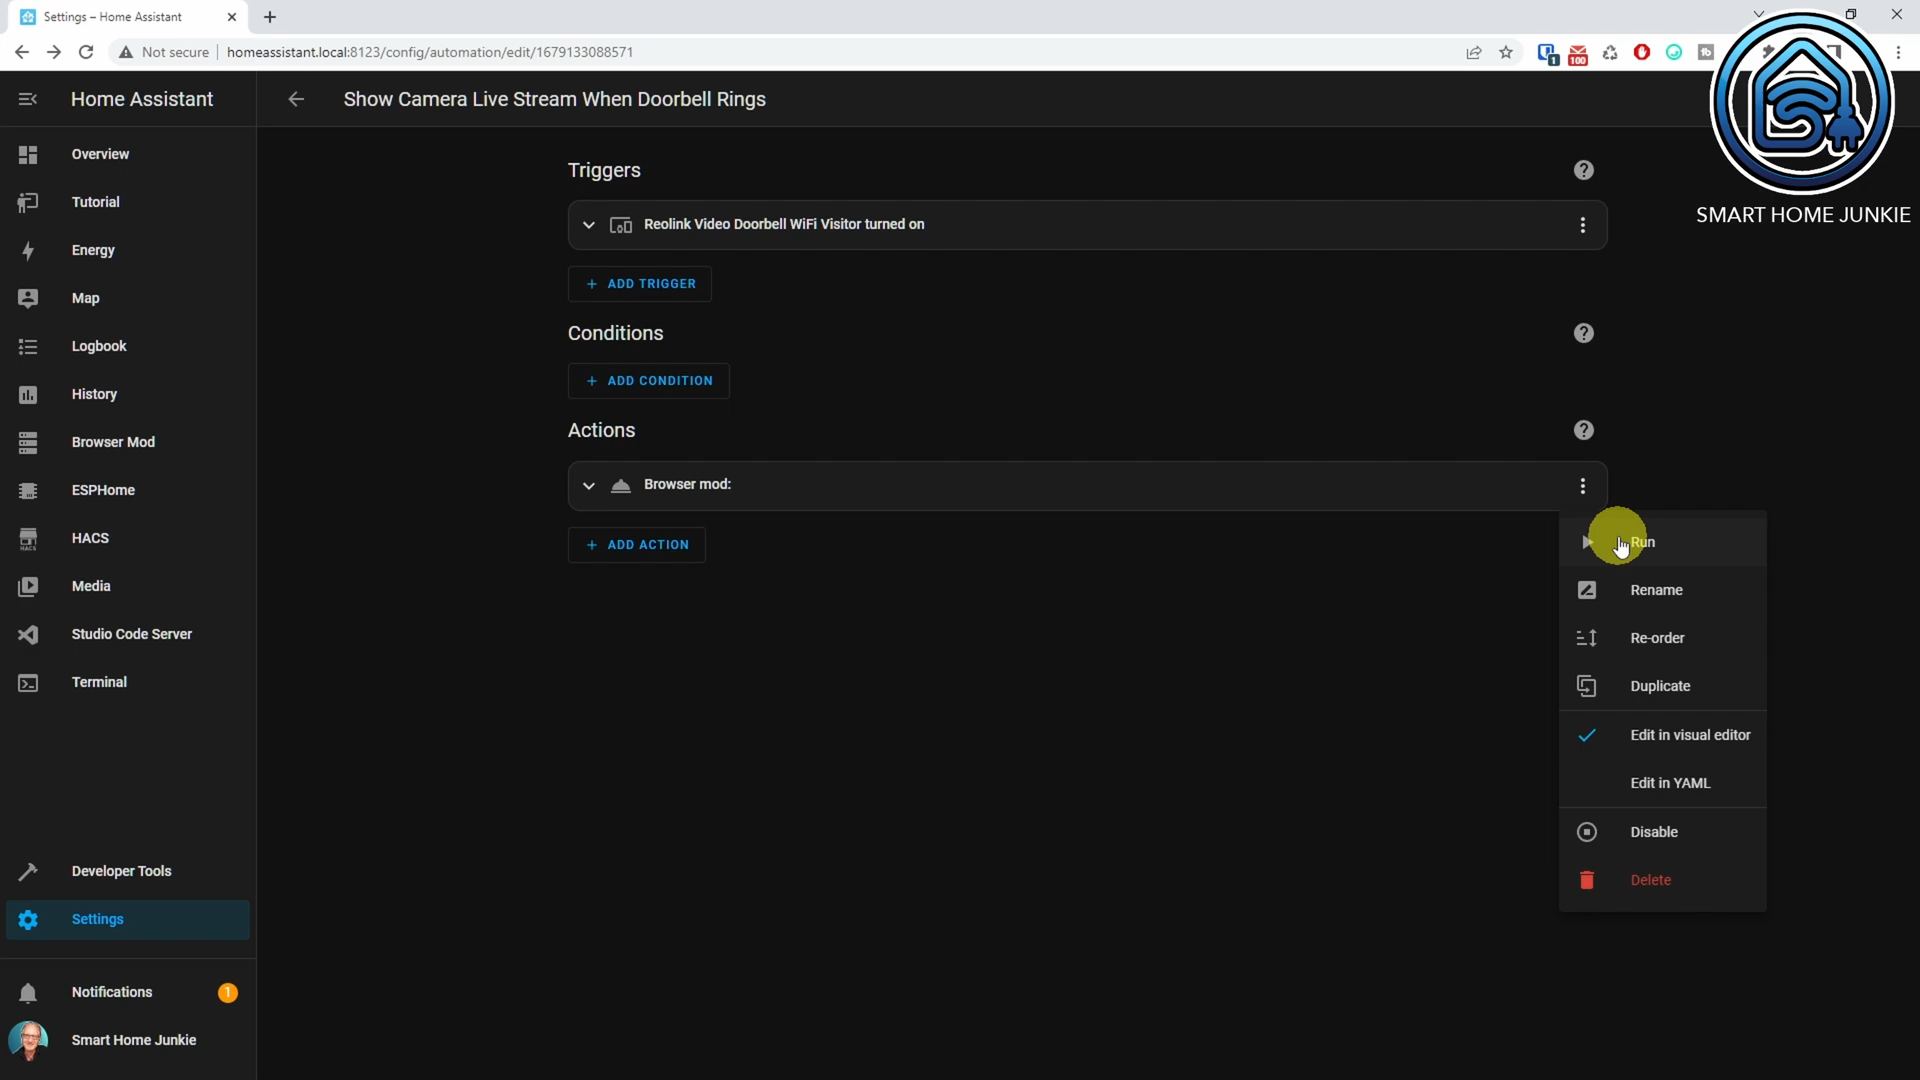 Settings – Home Assistant
Not secure
homeassistant.local:8123/config/automation/edit/1679133088571
1
100
tb
SMART HOME JUNKIE
Home Assistant
Show Camera Live Stream When Doorbell Rings
Overview
Tutorial
Energy
Map
Logbook
History
Browser Mod
ESPHome
HACS
HACS
Media
Studio Code Server
Terminal
Developer Tools
Settings
Notifications
1
Smart Home Junkie
Triggers
Reolink Video Doorbell WiFi Visitor turned on
+ ADD TRIGGER
Conditions
+ ADD CONDITION
Actions
Browser mod:
+ ADD ACTION
Run
Rename
Re-order
Duplicate
Edit in visual editor
Edit in YAML
Disable
Delete